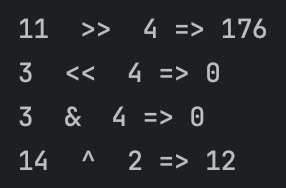 11  >>  4 => 176
3  <<  4 => 0
3  &  4 => 0
14  ^  2 => 12